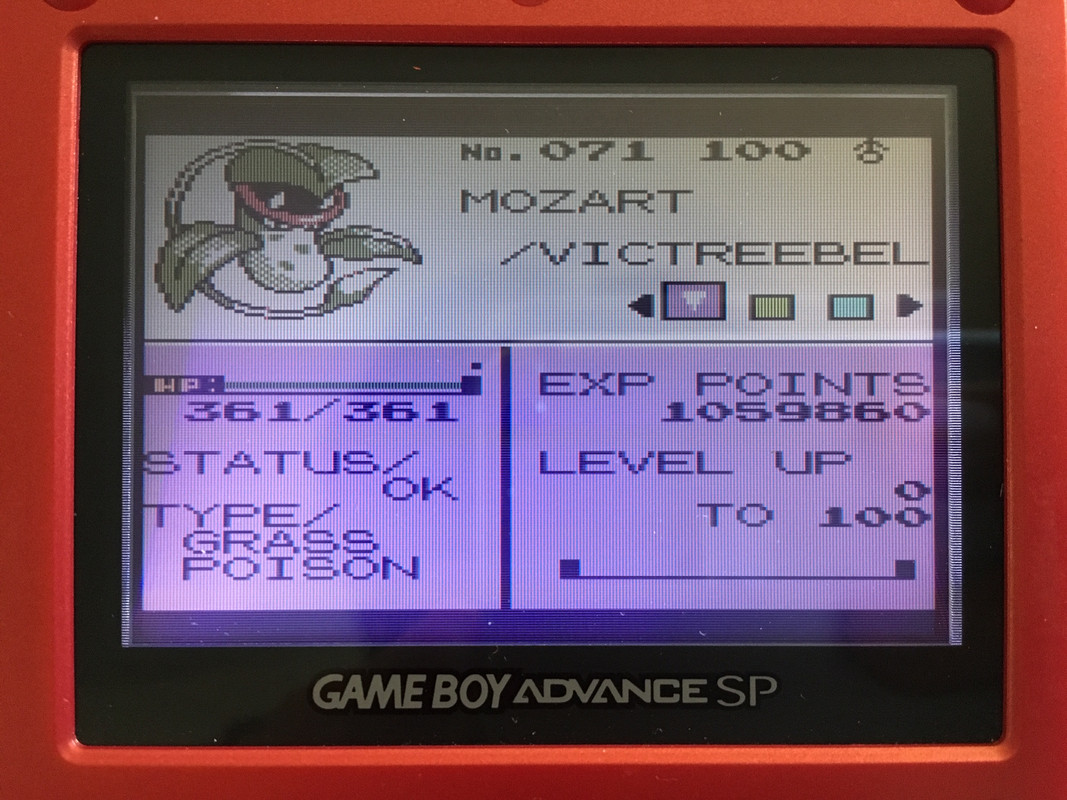 No.071 100 ♂
MOZART
/VICTREEBEL
HP:
361/361
STATUS/
OK
TYPE/
GRASS
POISON
EXP POINTS
1059860
LEVEL UP
0
TO 100
GAME BOY ADVANCE SP